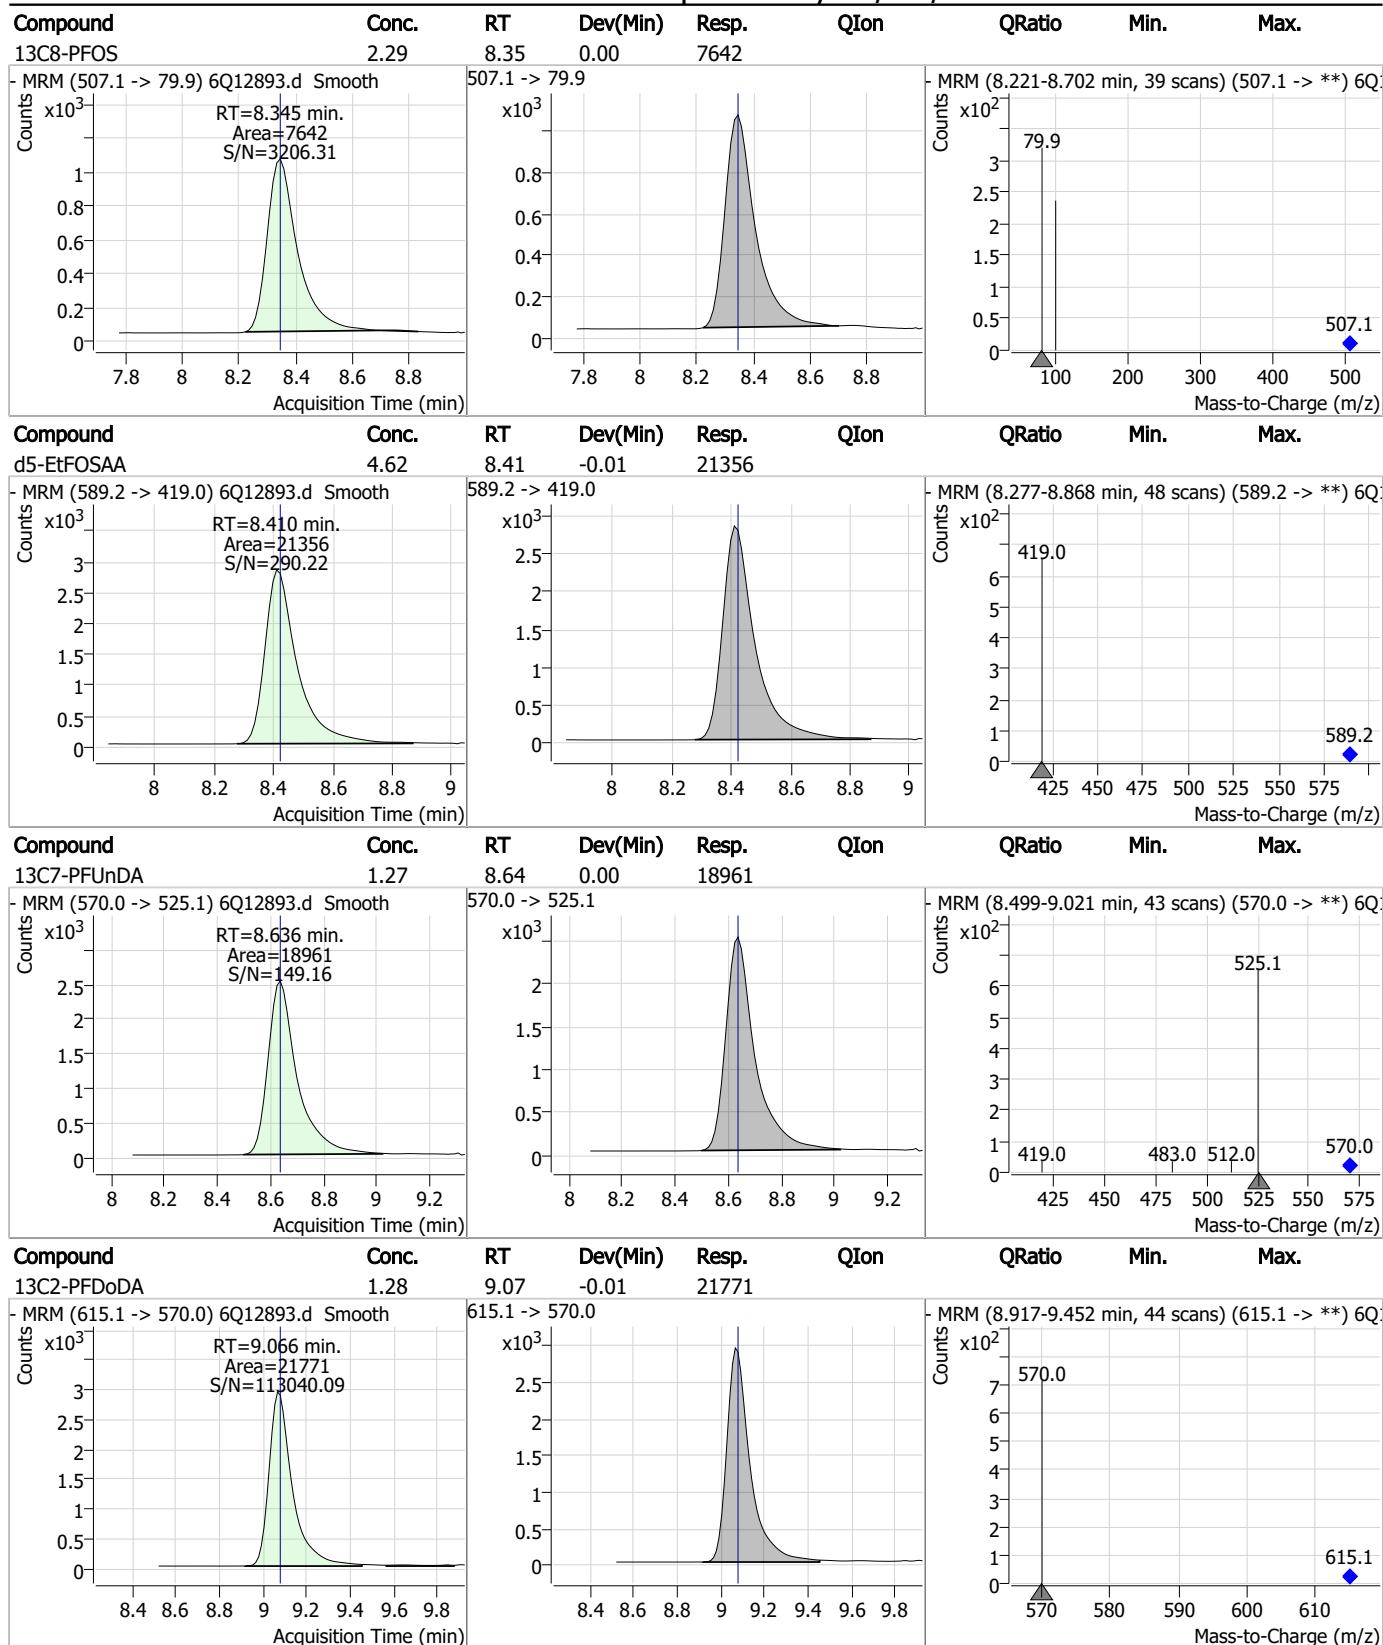 Compound Conc. RT Dev(Min) Resp. QIon QRatio Min. Max.
13C8-PFOS 2.29 8.35 0.00 7642
- MRM (507.1 -> 79.9) 6Q12893.d Smooth
RT=8.345 min.
Area=7642
S/N=3206.31
Counts
x10³
1
0.8
0.6
0.4
0.2
0
7.8 8 8.2 8.4 8.6 8.8
Acquisition Time (min)
507.1 -> 79.9
x10³
0.8
0.6
0.4
0.2
0
7.8 8 8.2 8.4 8.6 8.8
- MRM (8.221-8.702 min, 39 scans) (507.1 -> **) 6Q
Counts
x10²
79.9
3
2.5
2
1.5
1
0.5
0
507.1
100 200 300 400 500
Mass-to-Charge (m/z)
Compound Conc. RT Dev(Min) Resp. QIon QRatio Min. Max.
d5-EtFOSAA 4.62 8.41 -0.01 21356
- MRM (589.2 -> 419.0) 6Q12893.d Smooth
RT=8.410 min.
Area=21356
S/N=290.22
Counts
x10³
3
2.5
2
1.5
1
0.5
0
8 8.2 8.4 8.6 8.8 9
Acquisition Time (min)
589.2 -> 419.0
x10³
2.5
2
1.5
1
0.5
0
8 8.2 8.4 8.6 8.8 9
- MRM (8.277-8.868 min, 48 scans) (589.2 -> **) 6Q
Counts
x10²
419.0
6
5
4
3
2
1
0
589.2
425 450 475 500 525 550 575
Mass-to-Charge (m/z)
Compound Conc. RT Dev(Min) Resp. QIon QRatio Min. Max.
13C7-PFUnDA 1.27 8.64 0.00 18961
- MRM (570.0 -> 525.1) 6Q12893.d Smooth
RT=8.636 min.
Area=18961
S/N=149.16
Counts
x10³
2.5
2
1.5
1
0.5
0
8 8.2 8.4 8.6 8.8 9 9.2
Acquisition Time (min)
570.0 -> 525.1
x10³
2
1.5
1
0.5
0
8 8.2 8.4 8.6 8.8 9 9.2
- MRM (8.499-9.021 min, 43 scans) (570.0 -> **) 6Q
Counts
x10²
525.1
6
5
4
3
2
1
0
419.0 483.0 512.0 570.0
425 450 475 500 525 550 575
Mass-to-Charge (m/z)
Compound Conc. RT Dev(Min) Resp. QIon QRatio Min. Max.
13C2-PFDoDA 1.28 9.07 -0.01 21771
- MRM (615.1 -> 570.0) 6Q12893.d Smooth
RT=9.066 min.
Area=21771
S/N=113040.09
Counts
x10³
3
2.5
2
1.5
1
0.5
0
8.4 8.6 8.8 9 9.2 9.4 9.6 9.8
Acquisition Time (min)
615.1 -> 570.0
x10³
2.5
2
1.5
1
0.5
0
8.4 8.6 8.8 9 9.2 9.4 9.6 9.8
- MRM (8.917-9.452 min, 44 scans) (615.1 -> **) 6Q
Counts
x10²
570.0
7
6
5
4
3
2
1
0
615.1
570 580 590 600 610
Mass-to-Charge (m/z)